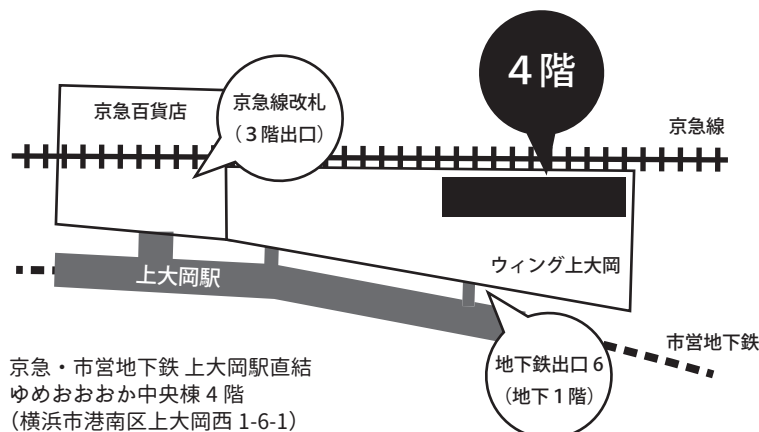 4階
京急百貨店
京急線改札
（３階出口）
京急線
ウィング上大岡
上大岡駅
市営地下鉄
地下鉄出口 6
（地下１階）
京急・市営地下鉄 上大岡駅直結
ゆめおおおか中央棟 4 階
（横浜市港南区上大岡西 1-6-1）